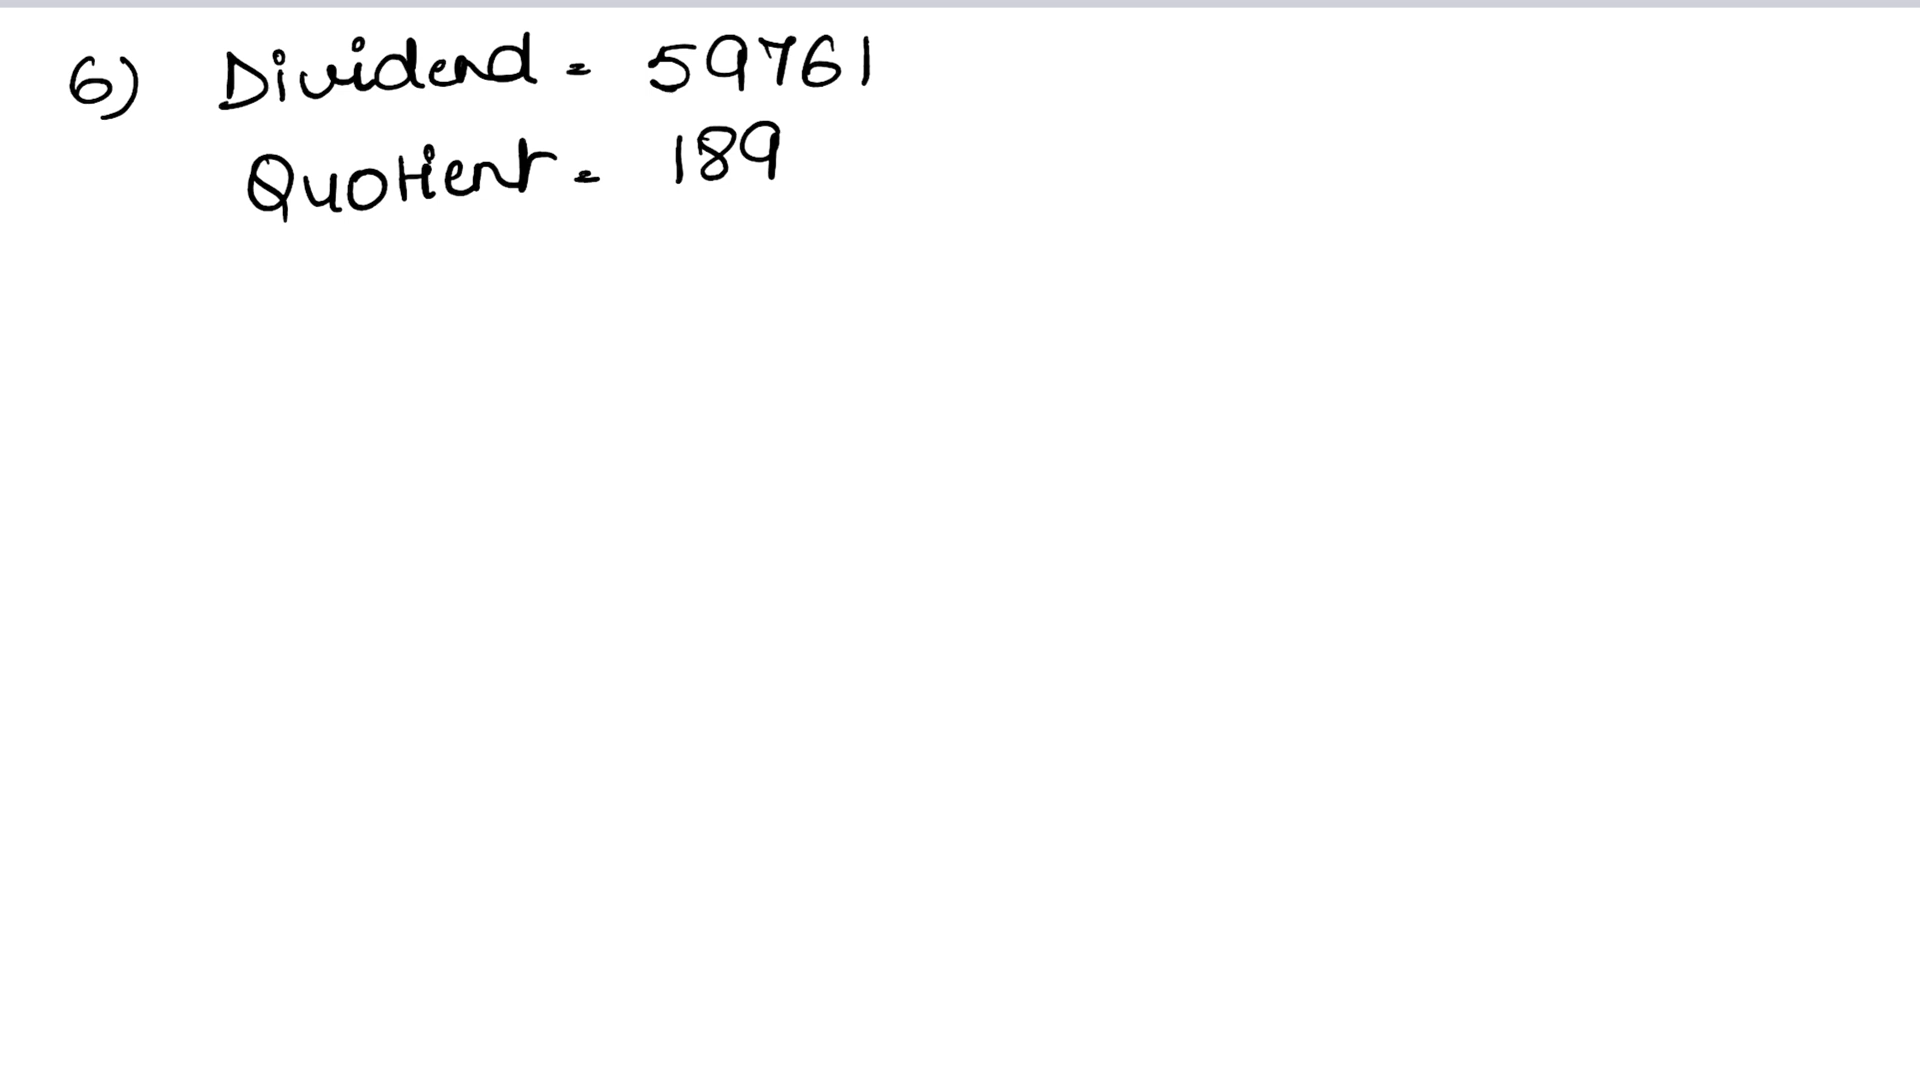 6) Dividend = 59761
Quotient = 189